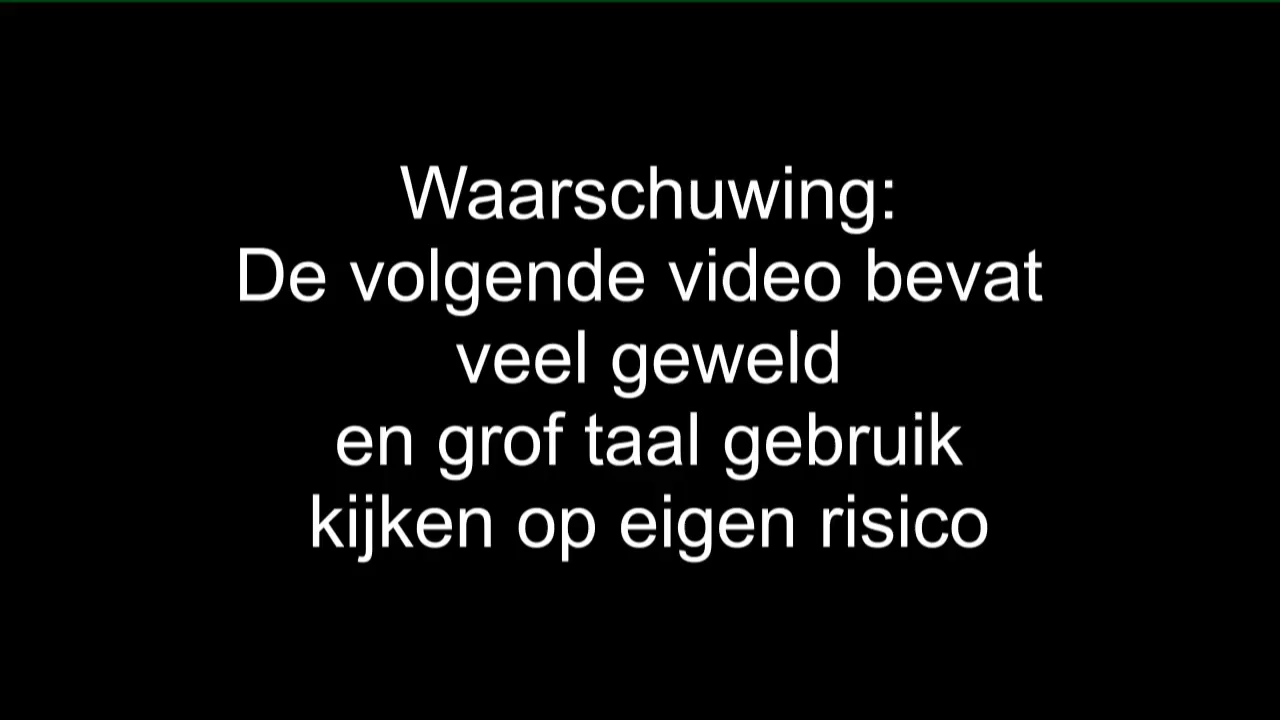 Waarschuwing:
De volgende video bevat
veel geweld
en grof taal gebruik
kijken op eigen risico